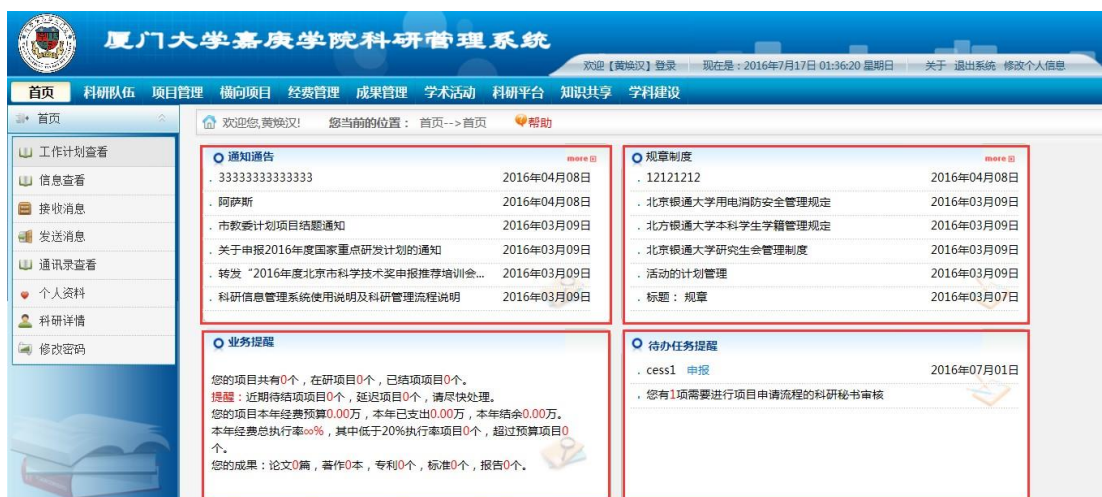 厦门大学嘉庚学院科研管理系统
欢迎【黄焕汉】登录 现在是：2016年7月17日 01:36:20 星期日 关于 退出系统 修改个人信息
首页 科研队伍 项目管理 横向项目 经费管理 成果管理 学术活动 科研平台 知识共享 学科建设
首页
欢迎您,黄焕汉! 您当前的位置： 首页-->首页 帮助
工作计划查看
信息查看
接收消息
发送消息
通讯录查看
个人资料
科研详情
修改密码
通知通告 more
. 33333333333333 2016年04月08日
. 阿萨斯 2016年04月08日
. 市教委计划项目结题通知 2016年03月09日
. 关于申报2016年度国家重点研发计划的通知 2016年03月09日
. 转发“2016年度北京市科学技术奖申报推荐培训会... 2016年03月09日
. 科研信息管理系统使用说明及科研管理流程说明 2016年03月09日
规章制度 more
. 12121212 2016年04月08日
. 北京银通大学用电消防安全管理规定 2016年03月09日
. 北方银通大学本科学生学籍管理规定 2016年03月09日
. 北京银通大学研究生会管理制度 2016年03月09日
. 活动的计划管理 2016年03月09日
. 标题： 规章 2016年03月07日
业务提醒
您的项目共有0个，在研项目0个，已结项项目0个。
提醒：近期待结项项目0个，延迟项目0个，请尽快处理。
您的项目本年经费预算0.00万，本年已支出0.00万，本年结余0.00万。
本年经费总执行率∞%，其中低于20%执行率项目0个，超过预算项目0
个。
您的成果：论文0篇，著作0本，专利0个，标准0个，报告0个。
待办任务提醒
. cess1 申报 2016年07月01日
. 您有1项需要进行项目申请流程的科研秘书审核